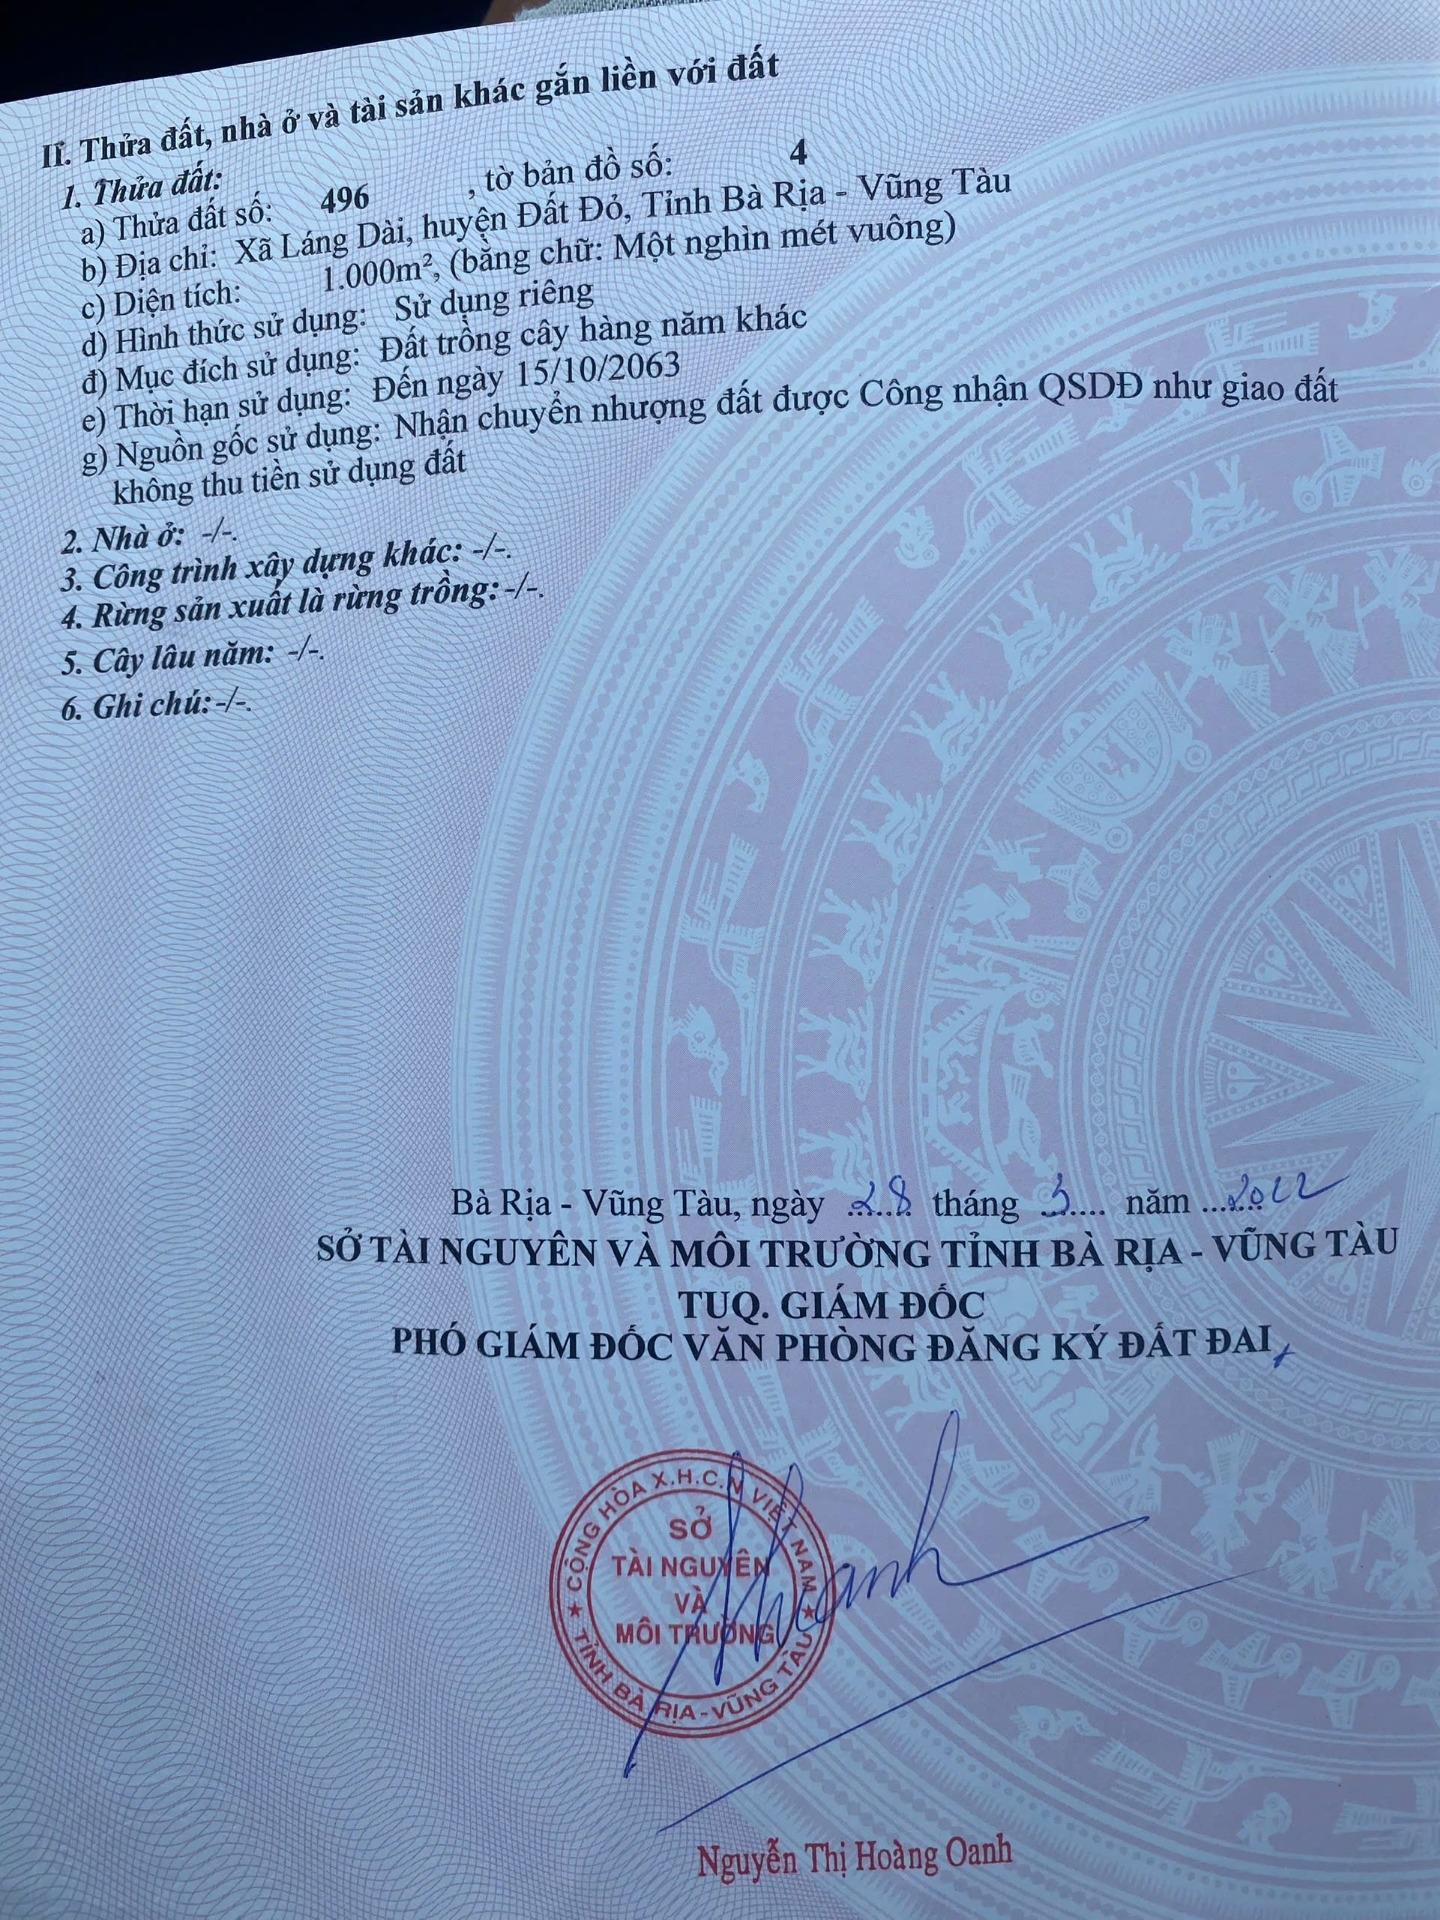 II. Thửa đất, nhà ở và tài sản khác gắn liền với đất
1. Thửa đất:
a) Thửa đất số: 496 , tờ bản đồ số: 4
b) Địa chỉ: Xã Láng Dài, huyện Đất Đỏ, Tỉnh Bà Rịa - Vũng Tàu
c) Diện tích: 1.000m², (bằng chữ: Một nghìn mét vuông)
d) Hình thức sử dụng: Sử dụng riêng
đ) Mục đích sử dụng: Đất trồng cây hàng năm khác
e) Thời hạn sử dụng: Đến ngày 15/10/2063
g) Nguồn gốc sử dụng: Nhận chuyển nhượng đất được Công nhận QSDĐ như giao đất
không thu tiền sử dụng đất
2. Nhà ở: -/-.
3. Công trình xây dựng khác: -/-.
4. Rừng sản xuất là rừng trồng: -/-.
5. Cây lâu năm: -/-.
6. Ghi chú: -/-.
Bà Rịa - Vũng Tàu, ngày 28 tháng 3 năm 2022
SỞ TÀI NGUYÊN VÀ MÔI TRƯỜNG TỈNH BÀ RỊA - VŨNG TÀU
TUQ. GIÁM ĐỐC
PHÓ GIÁM ĐỐC VĂN PHÒNG ĐĂNG KÝ ĐẤT ĐAI
CỘNG HÒA X.H.C.N VIỆT NAM
SỞ
TÀI NGUYÊN
VÀ
MÔI TRƯỜNG
★ TỈNH BÀ RỊA - VŨNG TÀU ★
Nguyễn Thị Hoàng Oanh